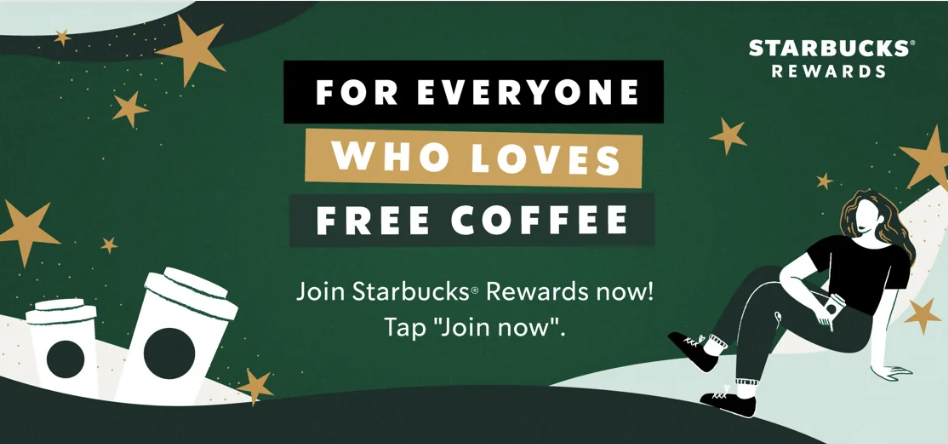 STARBUCKS®
REWARDS
FOR EVERYONE
WHO LOVES
FREE COFFEE
Join Starbucks® Rewards now!
Tap "Join now".